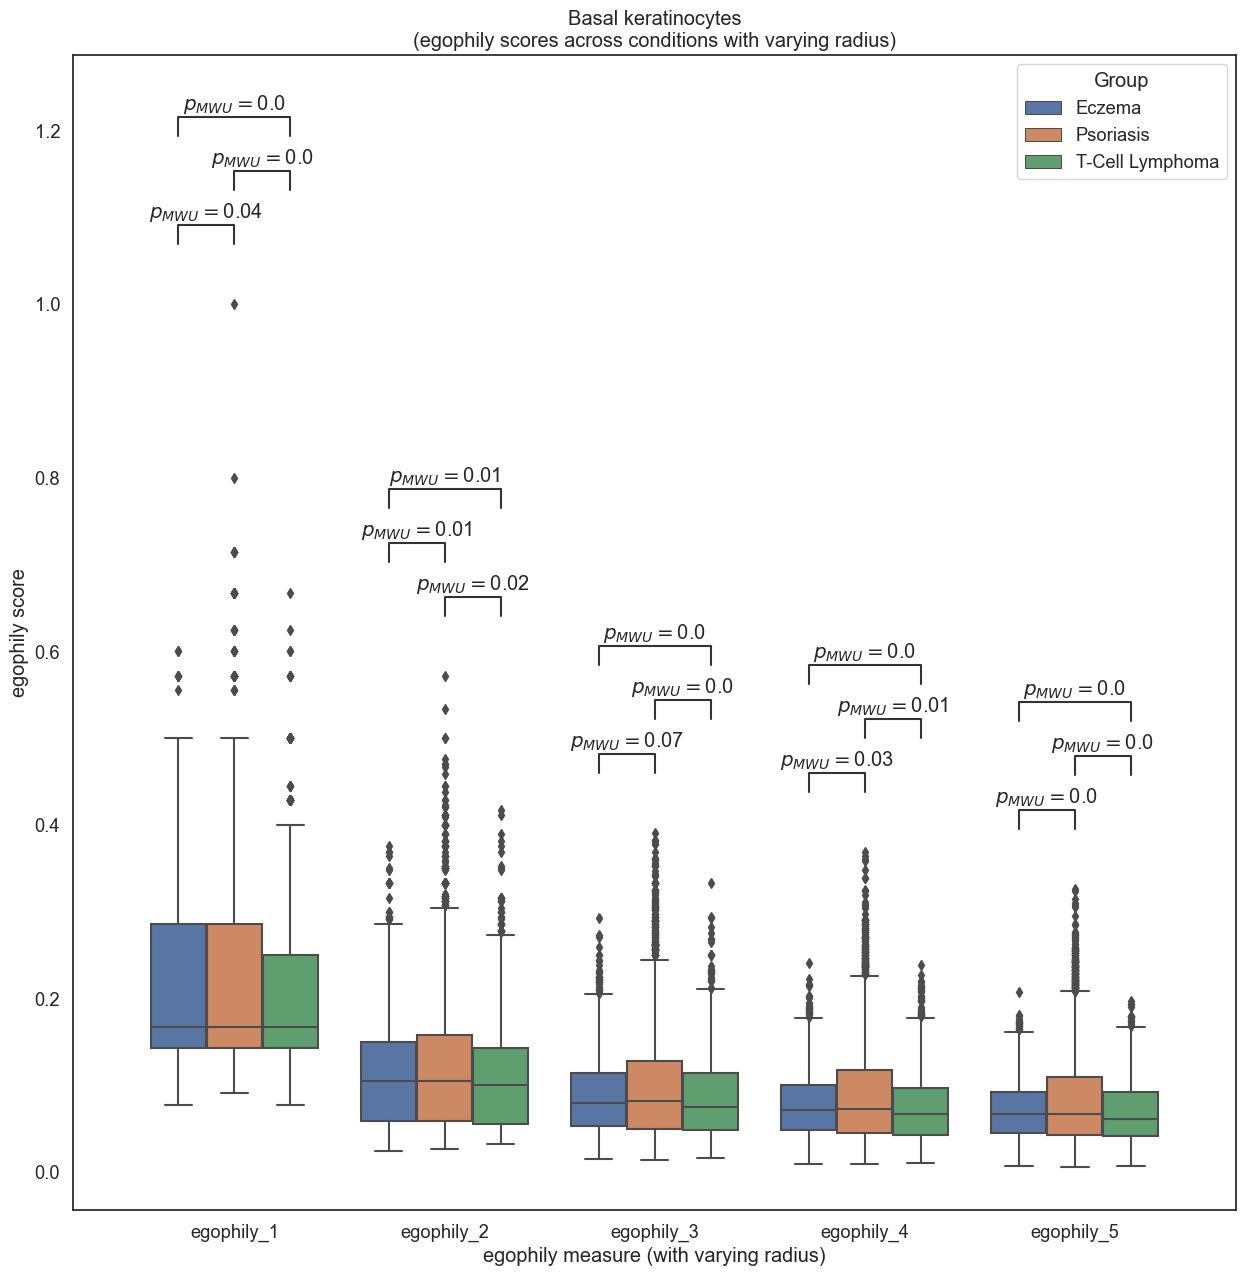 Basal keratinocytes
(egophily scores across conditions with varying radius)
Group
Eczema
Psoriasis
T-Cell Lymphoma
p_MWU = 0.0
p_MWU = 0.0
p_MWU = 0.04
p_MWU = 0.01
p_MWU = 0.01
p_MWU = 0.02
p_MWU = 0.0
p_MWU = 0.0
p_MWU = 0.07
p_MWU = 0.0
p_MWU = 0.01
p_MWU = 0.03
p_MWU = 0.0
p_MWU = 0.0
p_MWU = 0.0
1.2
1.0
0.8
0.6
0.4
0.2
0.0
egophily score
egophily_1
egophily_2
egophily_3
egophily_4
egophily_5
egophily measure (with varying radius)